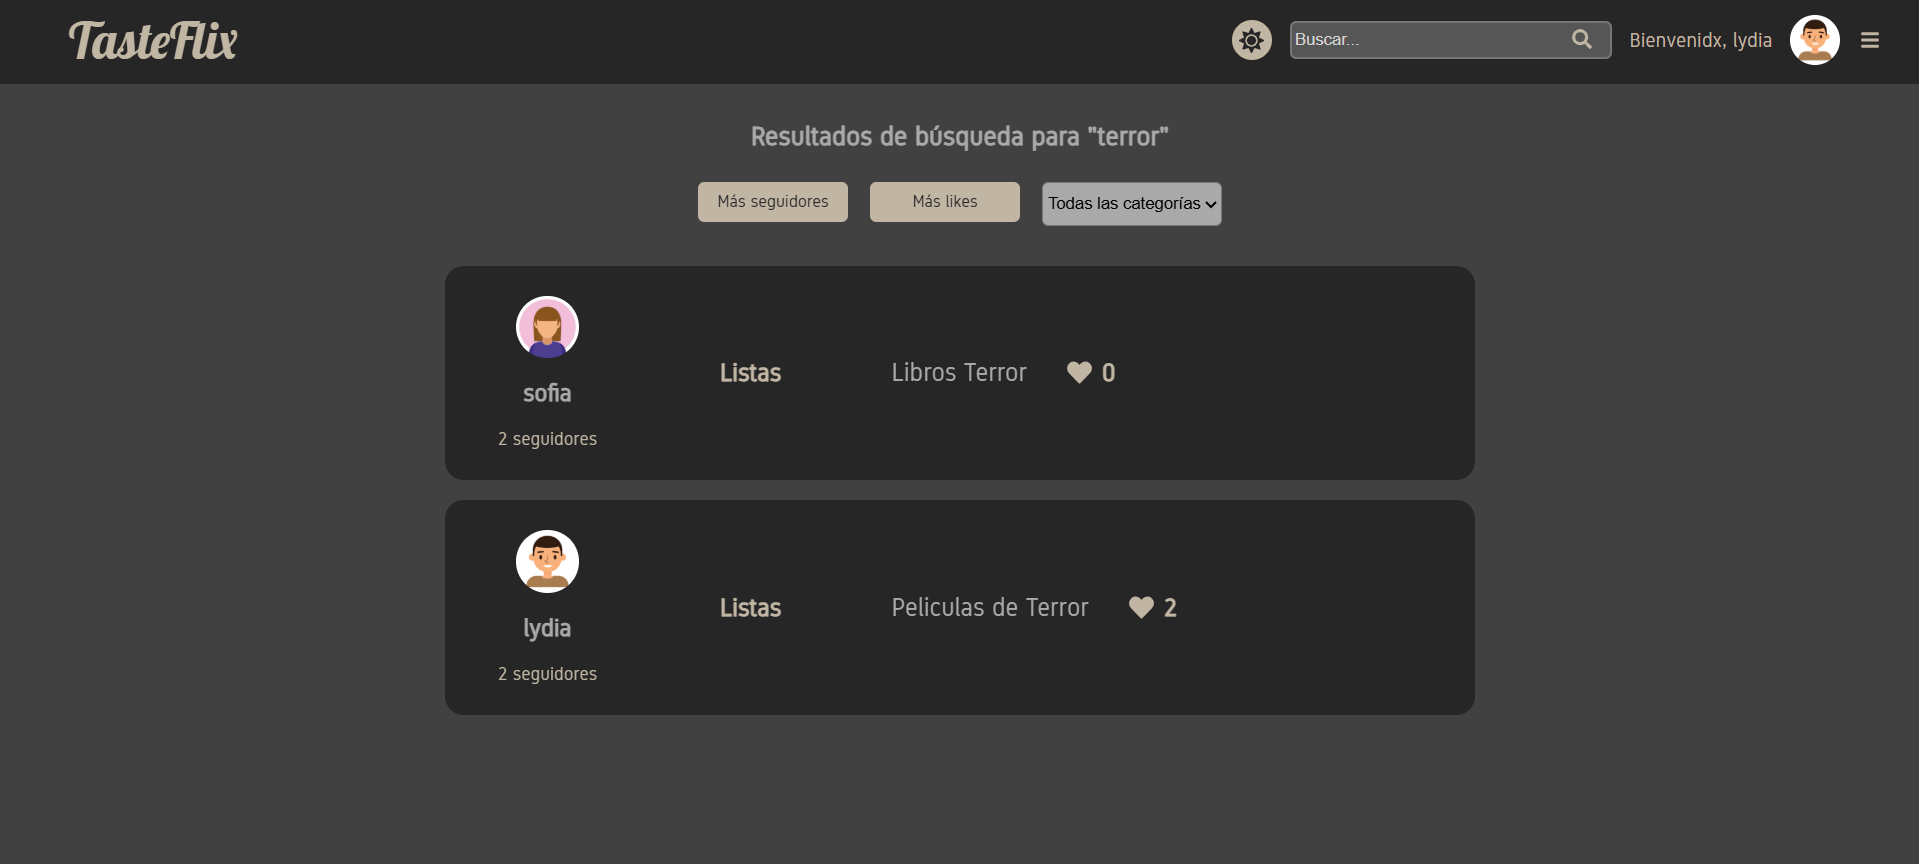 TasteFlix
Buscar...
Bienvenidx, lydia
Resultados de búsqueda para "terror"
Más seguidores
Más likes
Todas las categorías
sofia
2 seguidores
Listas
Libros Terror
0
lydia
2 seguidores
Listas
Peliculas de Terror
2